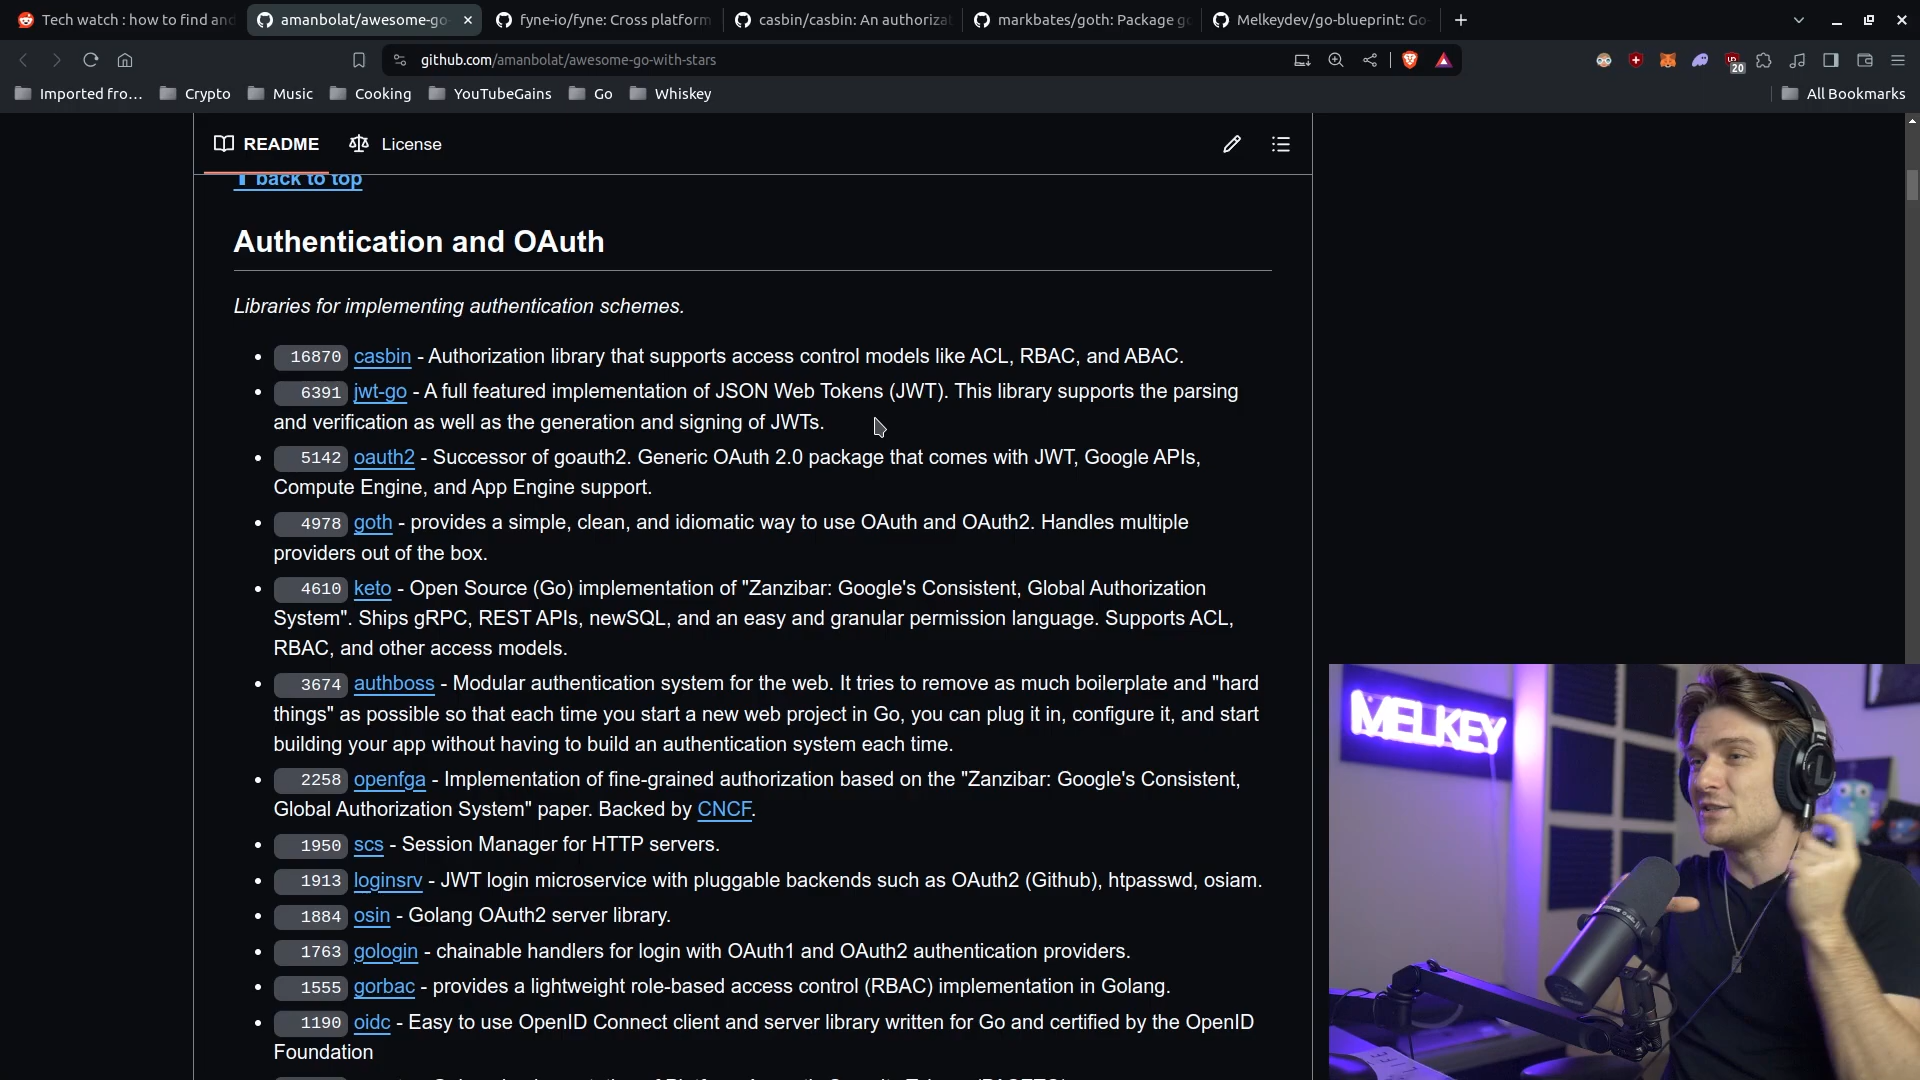 Tech watch : how to find and
amanbolat/awesome-go-
fyne-io/fyne: Cross platform
casbin/casbin: An authoriza
markbates/goth: Package go
Melkeydev/go-blueprint: Go-
github.com/amanbolat/awesome-go-with-stars
20
Imported fro...
Crypto
Music
Cooking
YouTubeGains
Go
Whiskey
All Bookmarks
README
License
⬆ back to top
Authentication and OAuth
Libraries for implementing authentication schemes.
• 16870 casbin - Authorization library that supports access control models like ACL, RBAC, and ABAC.
• 6391 jwt-go - A full featured implementation of JSON Web Tokens (JWT). This library supports the parsing
and verification as well as the generation and signing of JWTs.
• 5142 oauth2 - Successor of goauth2. Generic OAuth 2.0 package that comes with JWT, Google APIs,
Compute Engine, and App Engine support.
• 4978 goth - provides a simple, clean, and idiomatic way to use OAuth and OAuth2. Handles multiple
providers out of the box.
• 4610 keto - Open Source (Go) implementation of "Zanzibar: Google's Consistent, Global Authorization
System". Ships gRPC, REST APIs, newSQL, and an easy and granular permission language. Supports ACL,
RBAC, and other access models.
• 3674 authboss - Modular authentication system for the web. It tries to remove as much boilerplate and "hard
things" as possible so that each time you start a new web project in Go, you can plug it in, configure it, and start
building your app without having to build an authentication system each time.
• 2258 openfga - Implementation of fine-grained authorization based on the "Zanzibar: Google's Consistent,
Global Authorization System" paper. Backed by CNCF.
• 1950 scs - Session Manager for HTTP servers.
• 1913 loginsrv - JWT login microservice with pluggable backends such as OAuth2 (Github), htpasswd, osiam.
• 1884 osin - Golang OAuth2 server library.
• 1763 gologin - chainable handlers for login with OAuth1 and OAuth2 authentication providers.
• 1555 gorbac - provides a lightweight role-based access control (RBAC) implementation in Golang.
• 1190 oidc - Easy to use OpenID Connect client and server library written for Go and certified by the OpenID
Foundation
MELKEY